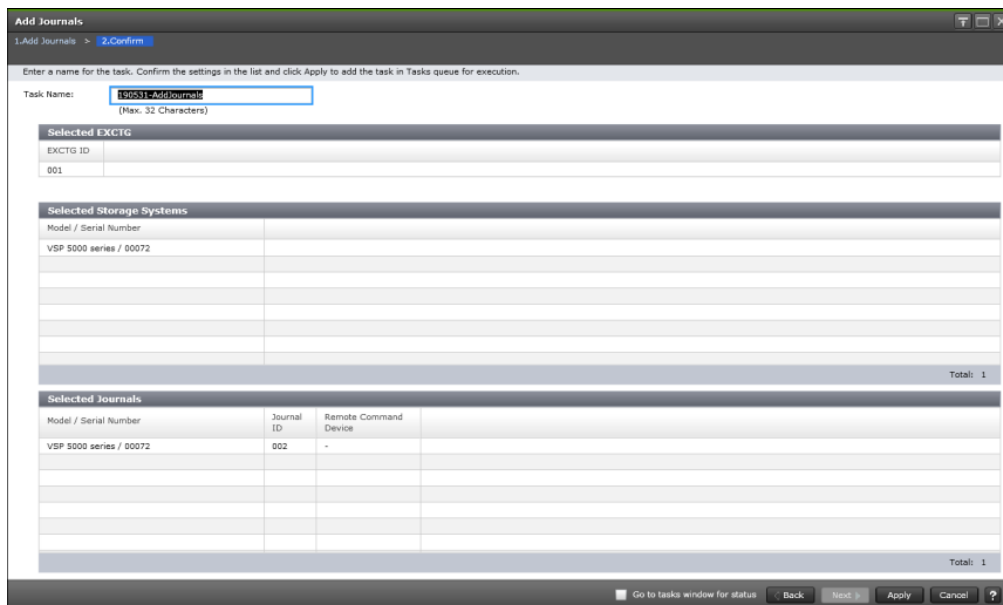 Add Journals
1.Add Journals > 2.Confirm
Enter a name for the task. Confirm the settings in the list and click Apply to add the task in Tasks queue for execution.
Task Name: 190531-AddJournals
(Max. 32 Characters)
Selected EXCTG
EXCTG ID
001
Selected Storage Systems
Model / Serial Number
VSP 5000 series / 00072
Total: 1
Selected Journals
Model / Serial Number Journal ID Remote Command Device
VSP 5000 series / 00072 002 -
Total: 1
Go to tasks window for status Back Next Apply Cancel ?